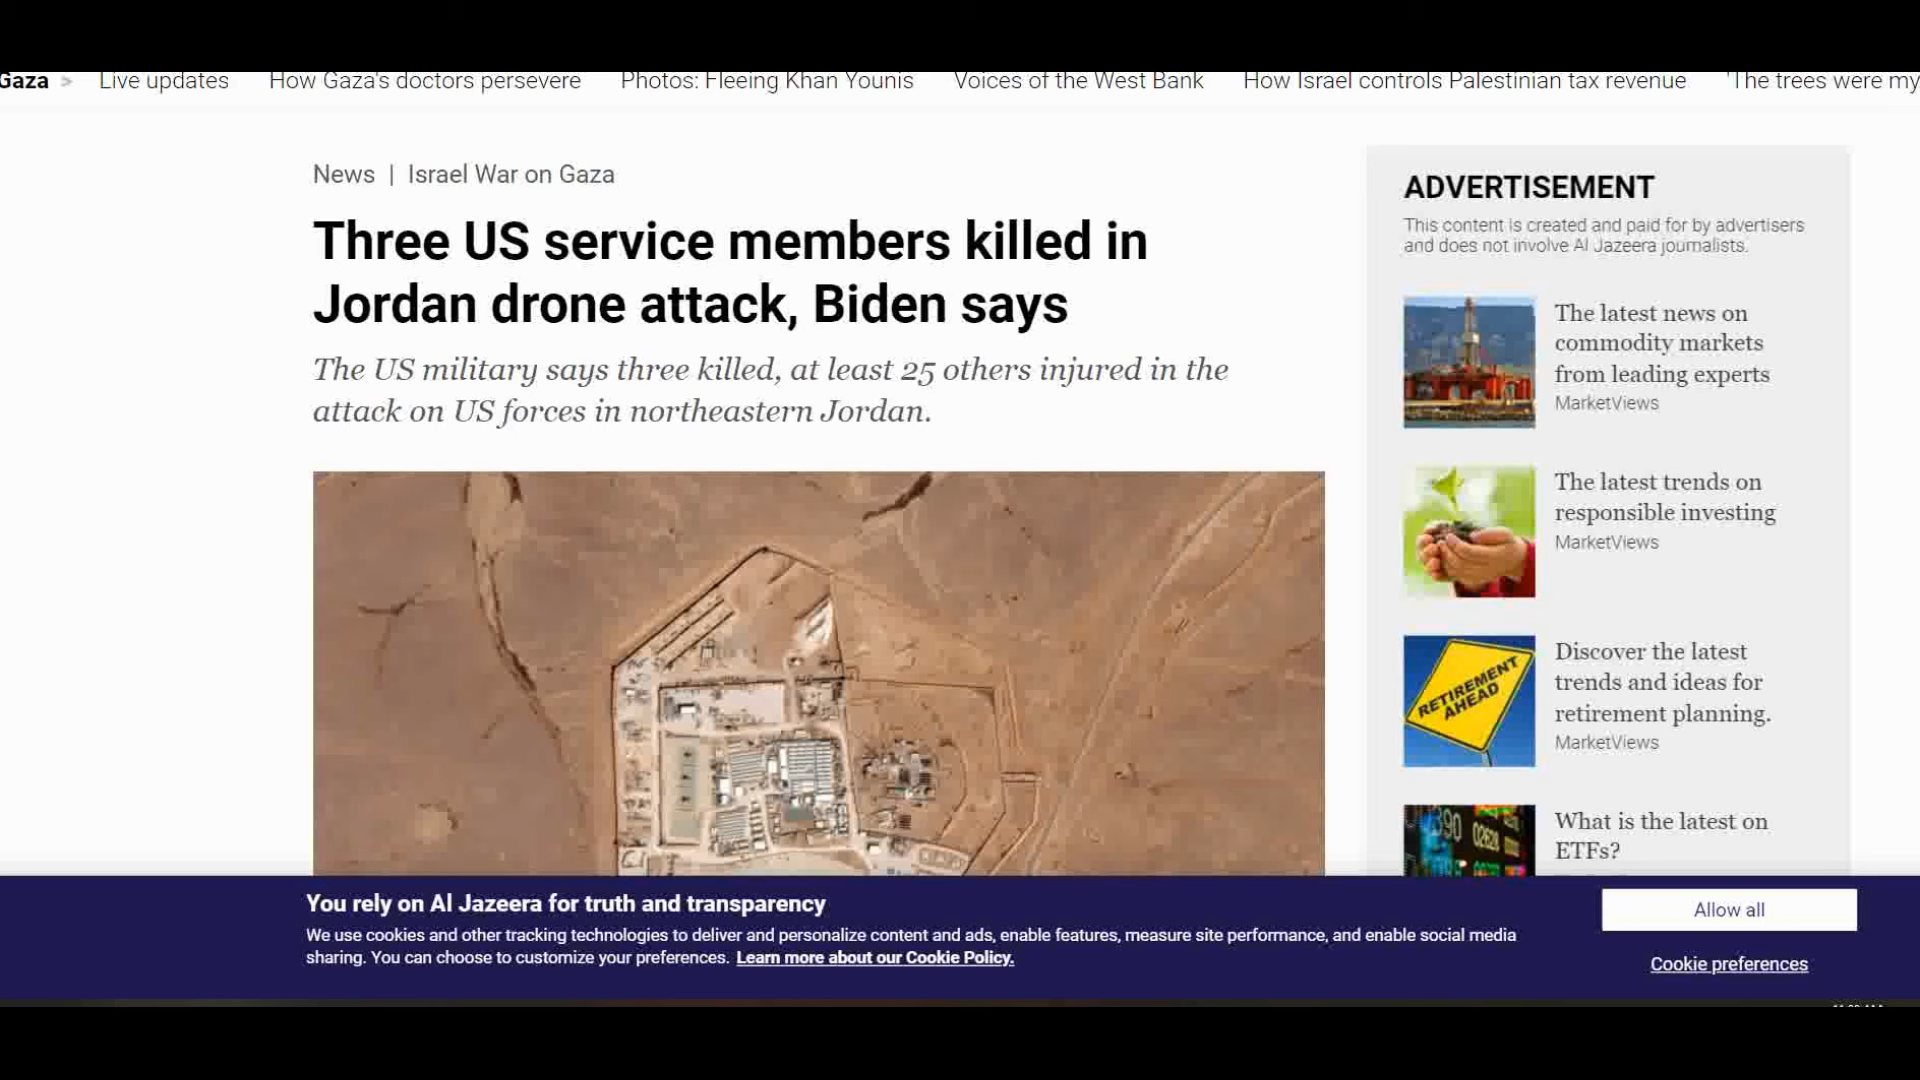 Gaza > Live updates How Gaza's doctors persevere Photos: Fleeing Khan Younis Voices of the West Bank How Israel controls Palestinian tax revenue 'The trees were my
News | Israel War on Gaza
Three US service members killed in
Jordan drone attack, Biden says
The US military says three killed, at least 25 others injured in the
attack on US forces in northeastern Jordan.
ADVERTISEMENT
This content is created and paid for by advertisers
and does not involve Al Jazeera journalists.
The latest news on
commodity markets
from leading experts
MarketViews
The latest trends on
responsible investing
MarketViews
RETIREMENT
AHEAD
Discover the latest
trends and ideas for
retirement planning.
MarketViews
What is the latest on
ETFs?
You rely on Al Jazeera for truth and transparency
We use cookies and other tracking technologies to deliver and personalize content and ads, enable features, measure site performance, and enable social media
sharing. You can choose to customize your preferences. Learn more about our Cookie Policy.
Allow all
Cookie preferences